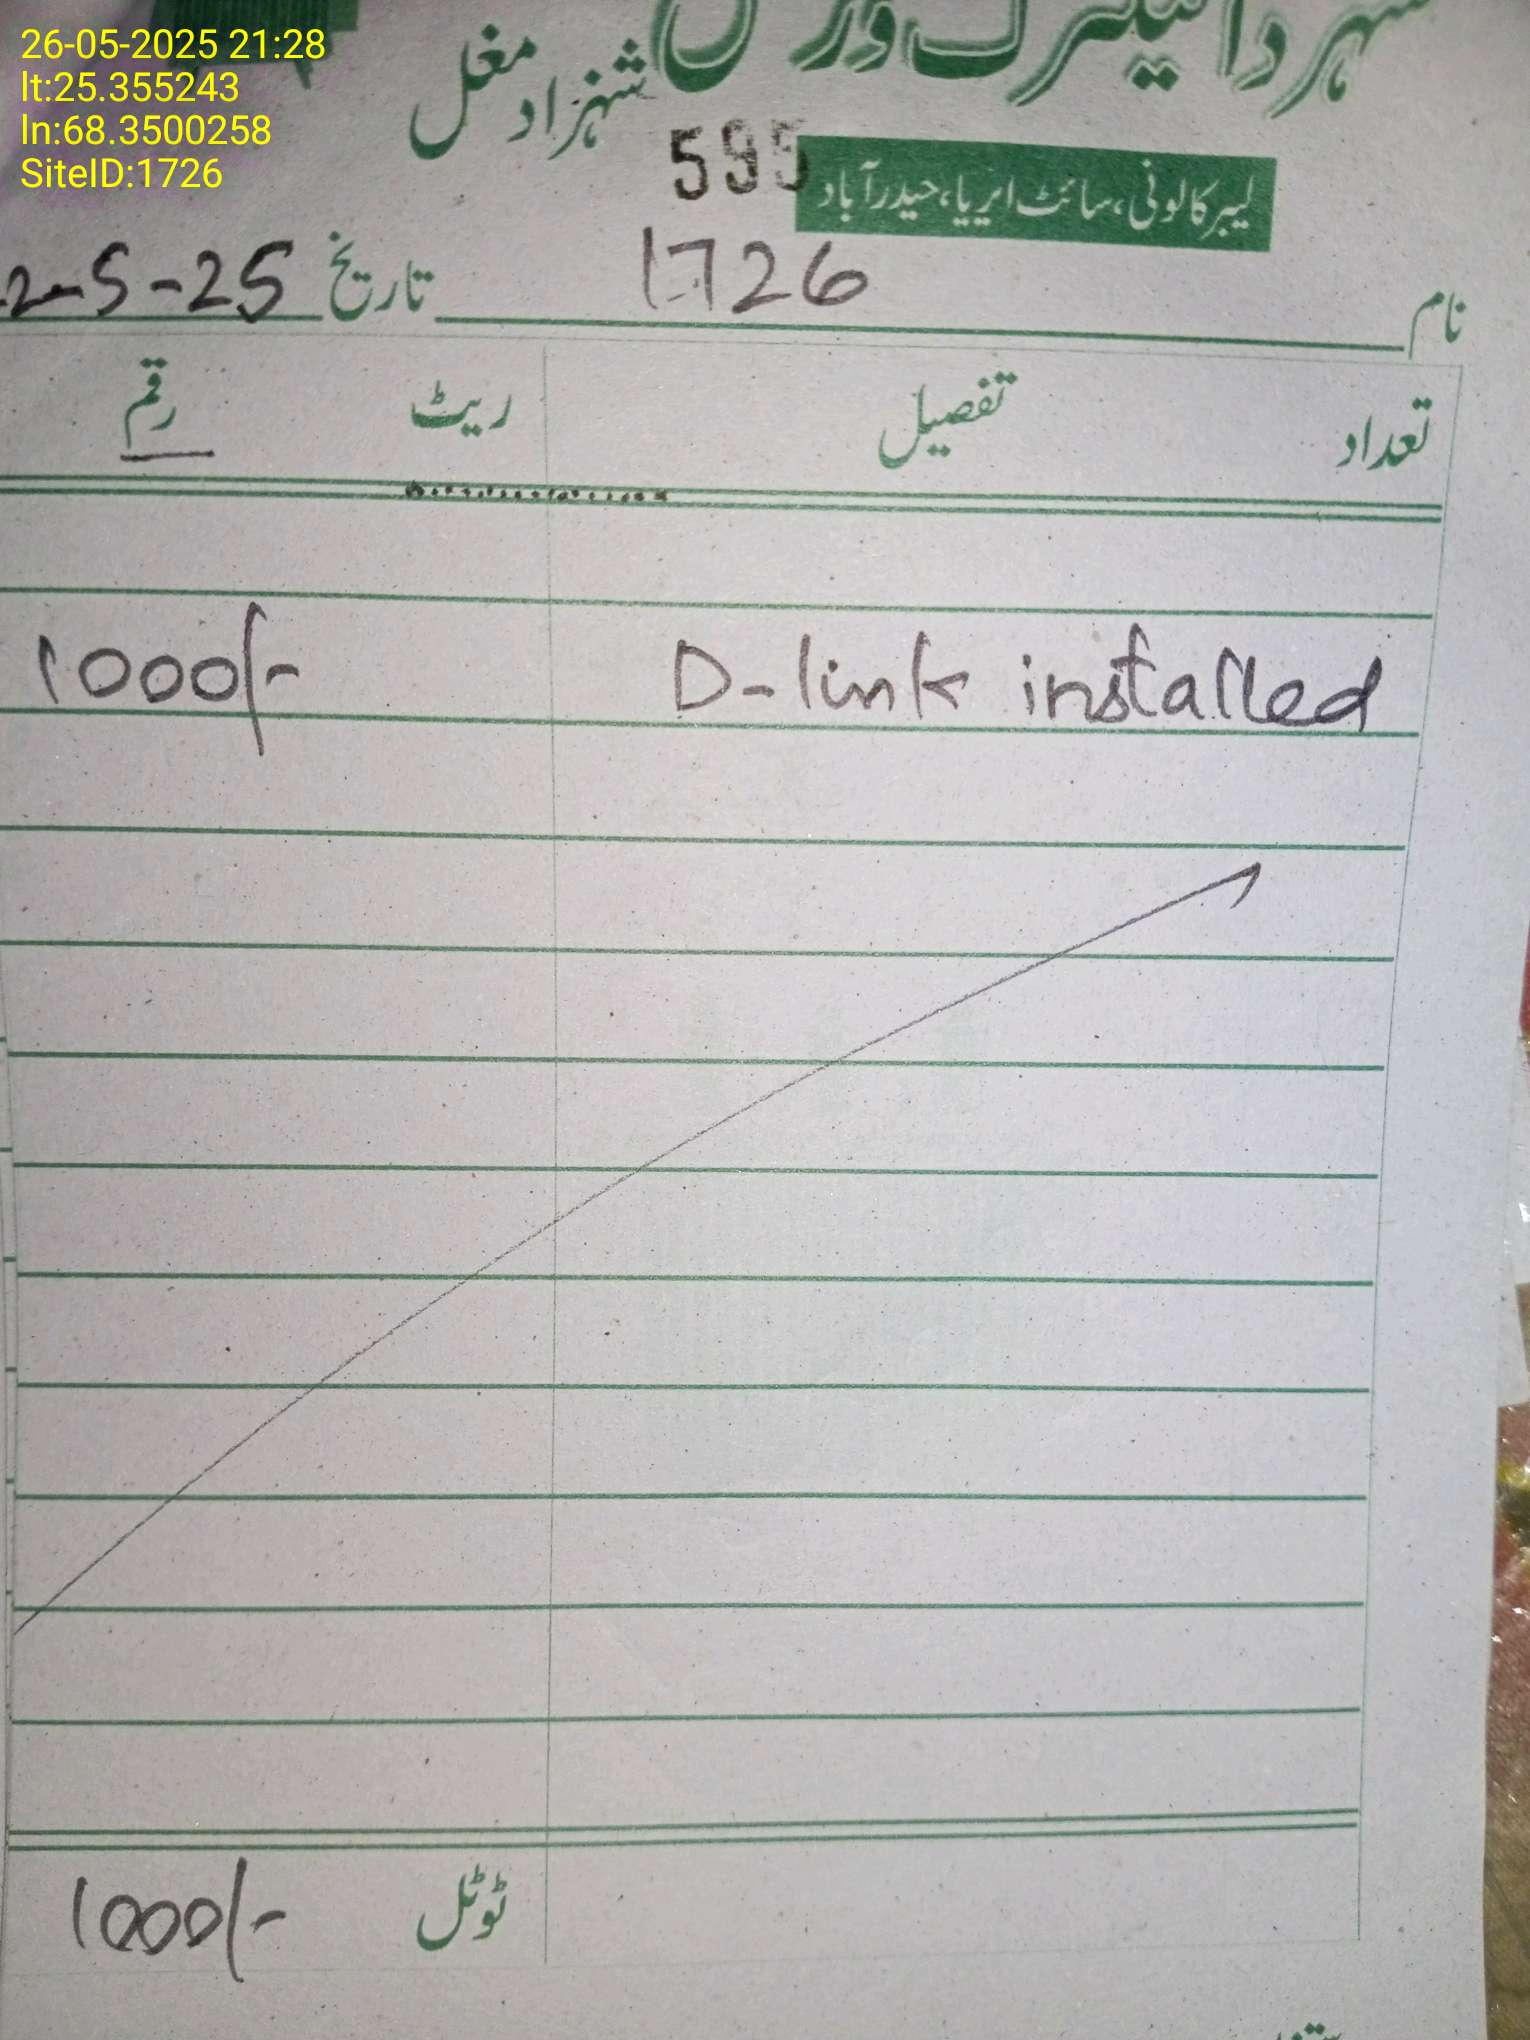 26-05-2025 21:28
lt:25.355243
ln:68.3500258
SiteID:1726
شہزاد مغل
595
لیبر کالونی، سائٹ ایریا، حیدرآباد
نام 1726 تاریخ 2-5-25
تعداد تفصیل ریٹ رقم
D-link installed 1000/-
ٹوٹل 1000/-